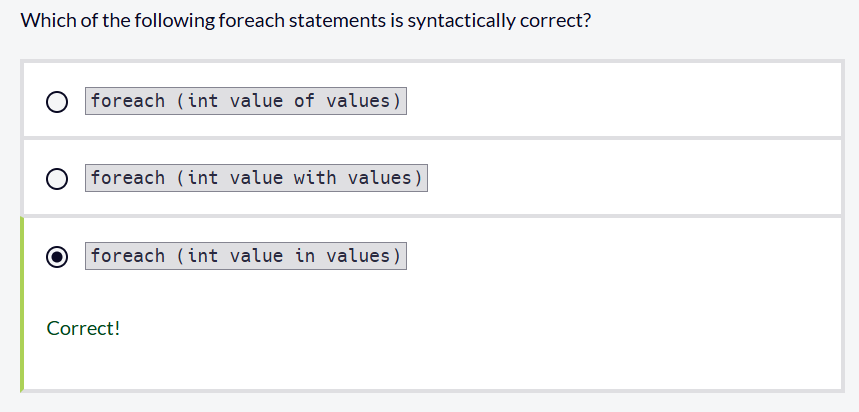 Which of the following foreach statements is syntactically correct?
foreach (int value of values)
foreach (int value with values)
foreach (int value in values)
Correct!